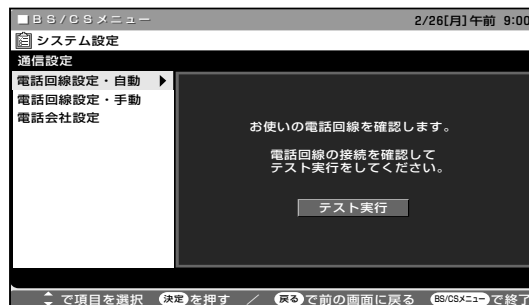 ■BS/CSメニュー 2/26[月]午前 9:00
システム設定
通信設定
電話回線設定・自動 ▶
電話回線設定・手動
電話会社設定
お使いの電話回線を確認します。
電話回線の接続を確認して
テスト実行をしてください。
テスト実行
で項目を選択 決定を押す / 戻るで前の画面に戻る BS/CSメニューで終了